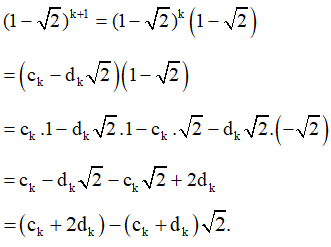 (1−√2)^{k+1} = (1−√2)^k (1−√2)
= (c_k − d_k√2)(1−√2)
= c_k .1− d_k√2.1− c_k .√2 − d_k√2.(−√2)
= c_k − d_k√2 − c_k√2 + 2d_k
= (c_k + 2d_k) − (c_k + d_k)√2.